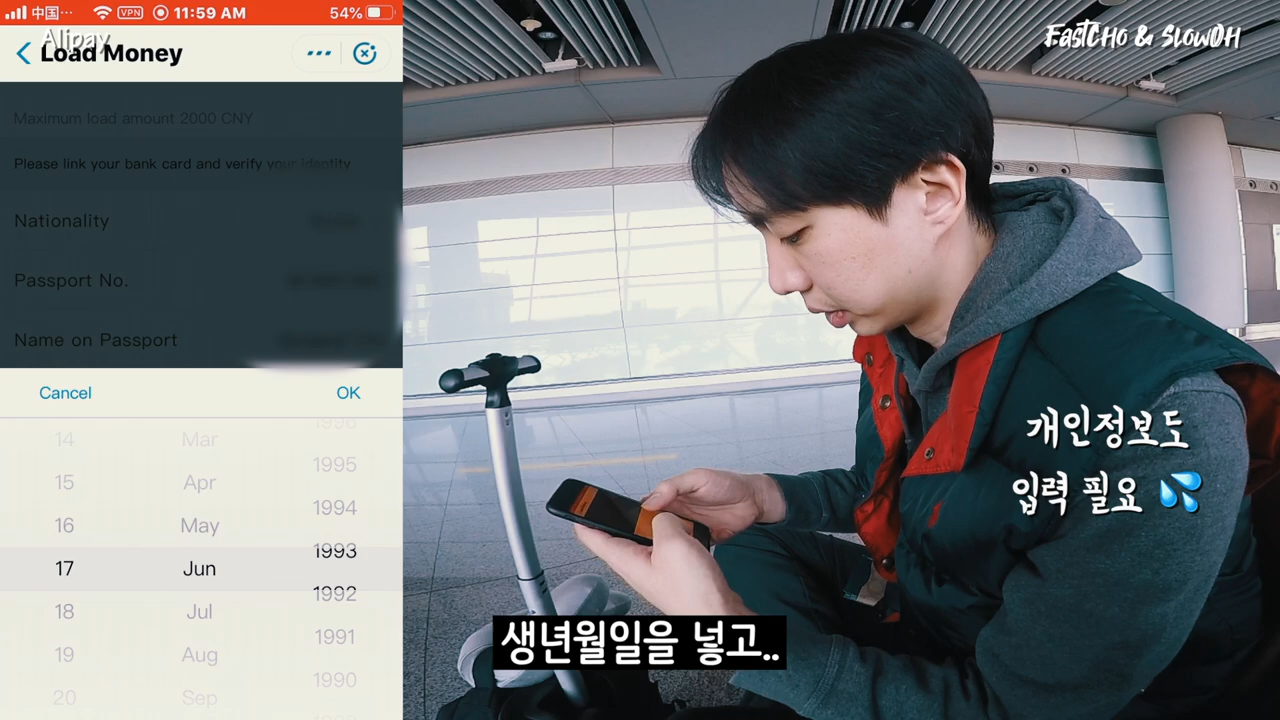 中国… VPN 11:59 AM 54%
Alipay
Load Money
Maximum load amount 2000 CNY
Please link your bank card and verify your identity
Nationality
Passport No.
Name on Passport
Cancel OK
1996
14 Mar 1995
15 Apr 1994
16 May 1993
17 Jun 1992
18 Jul 1991
19 Aug 1990
20 Sep
FastCHO & SlowOH
개인정보도
입력 필요 💦
생년월일을 넣고..